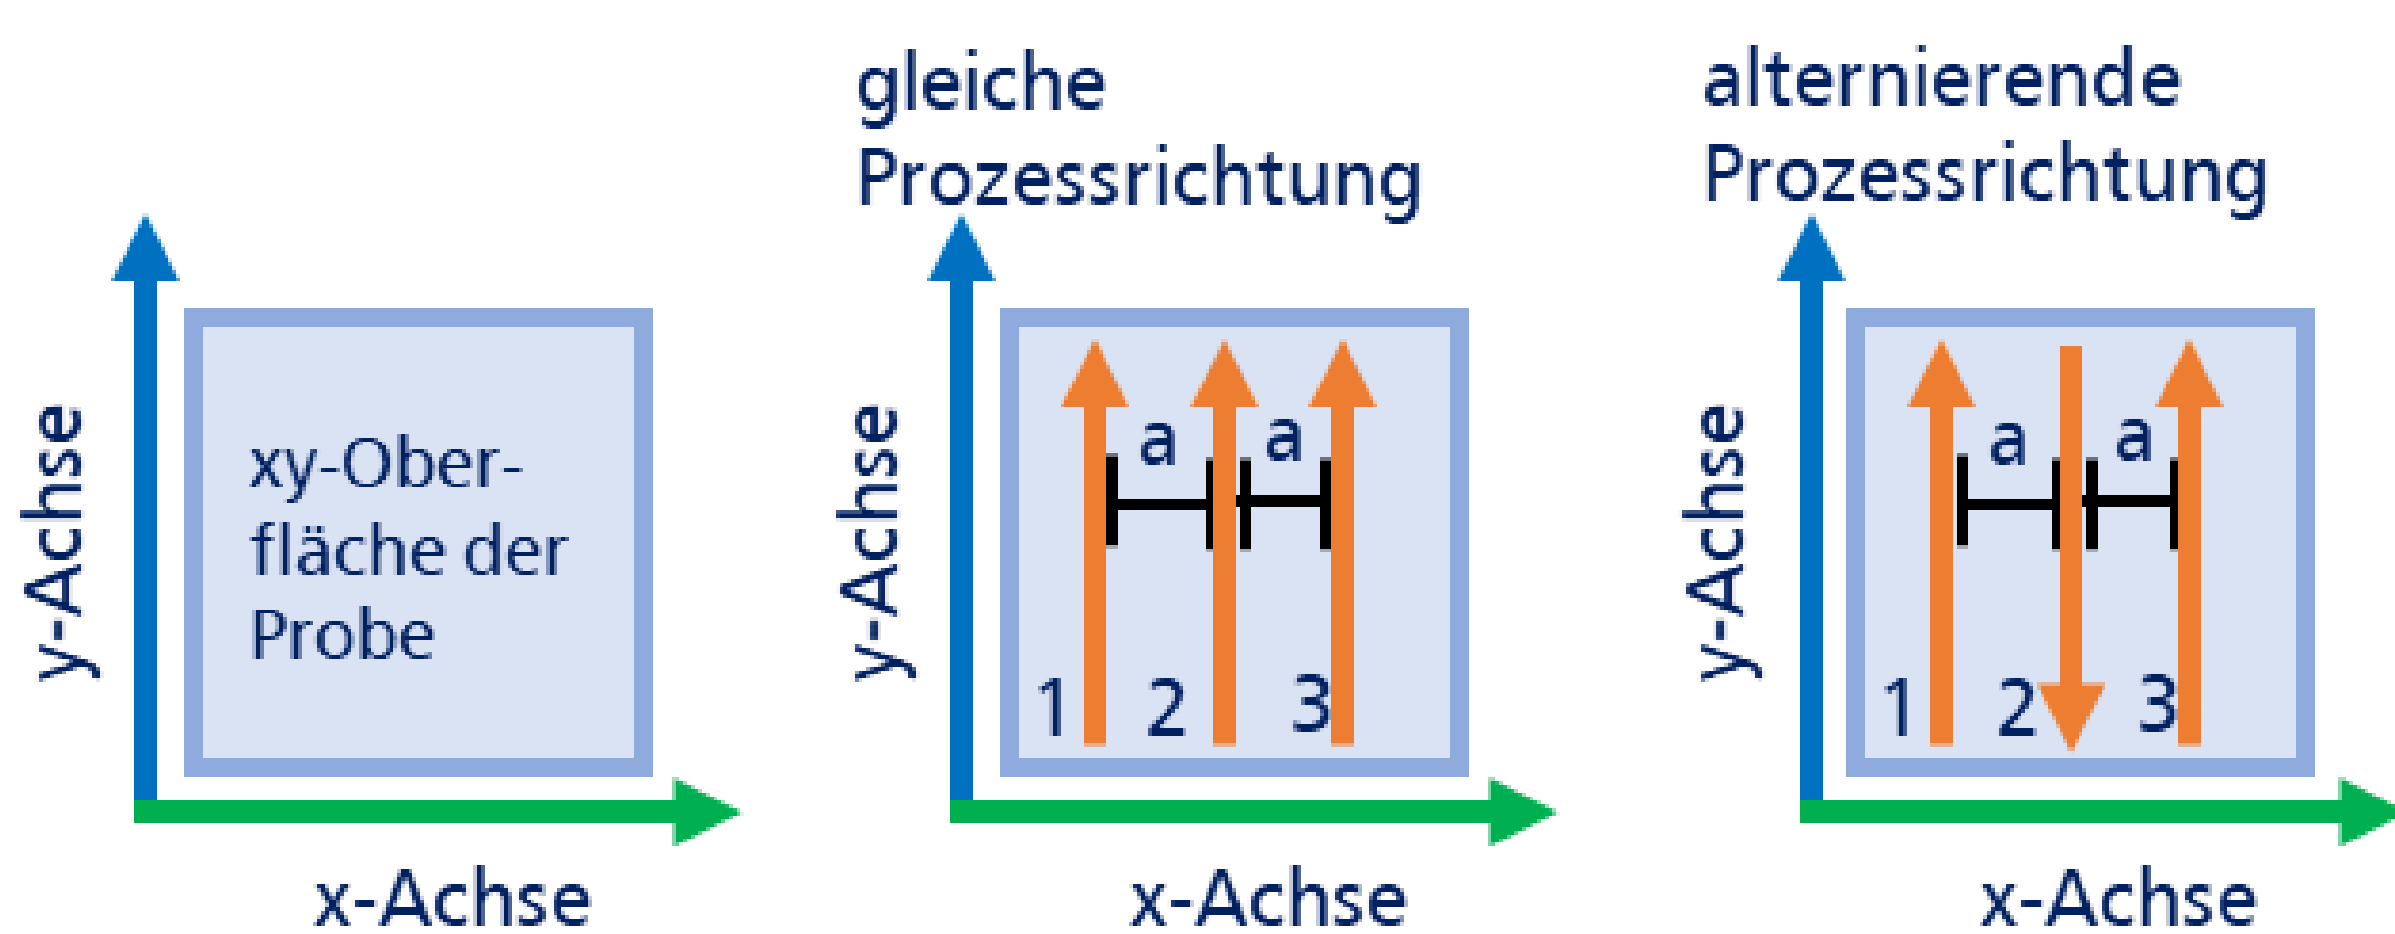 y-Achse
xy-Ober-
fläche der
Probe
x-Achse
gleiche
Prozessrichtung
y-Achse
a a
1 2 3
x-Achse
alternierende
Prozessrichtung
y-Achse
a a
1 2 3
x-Achse